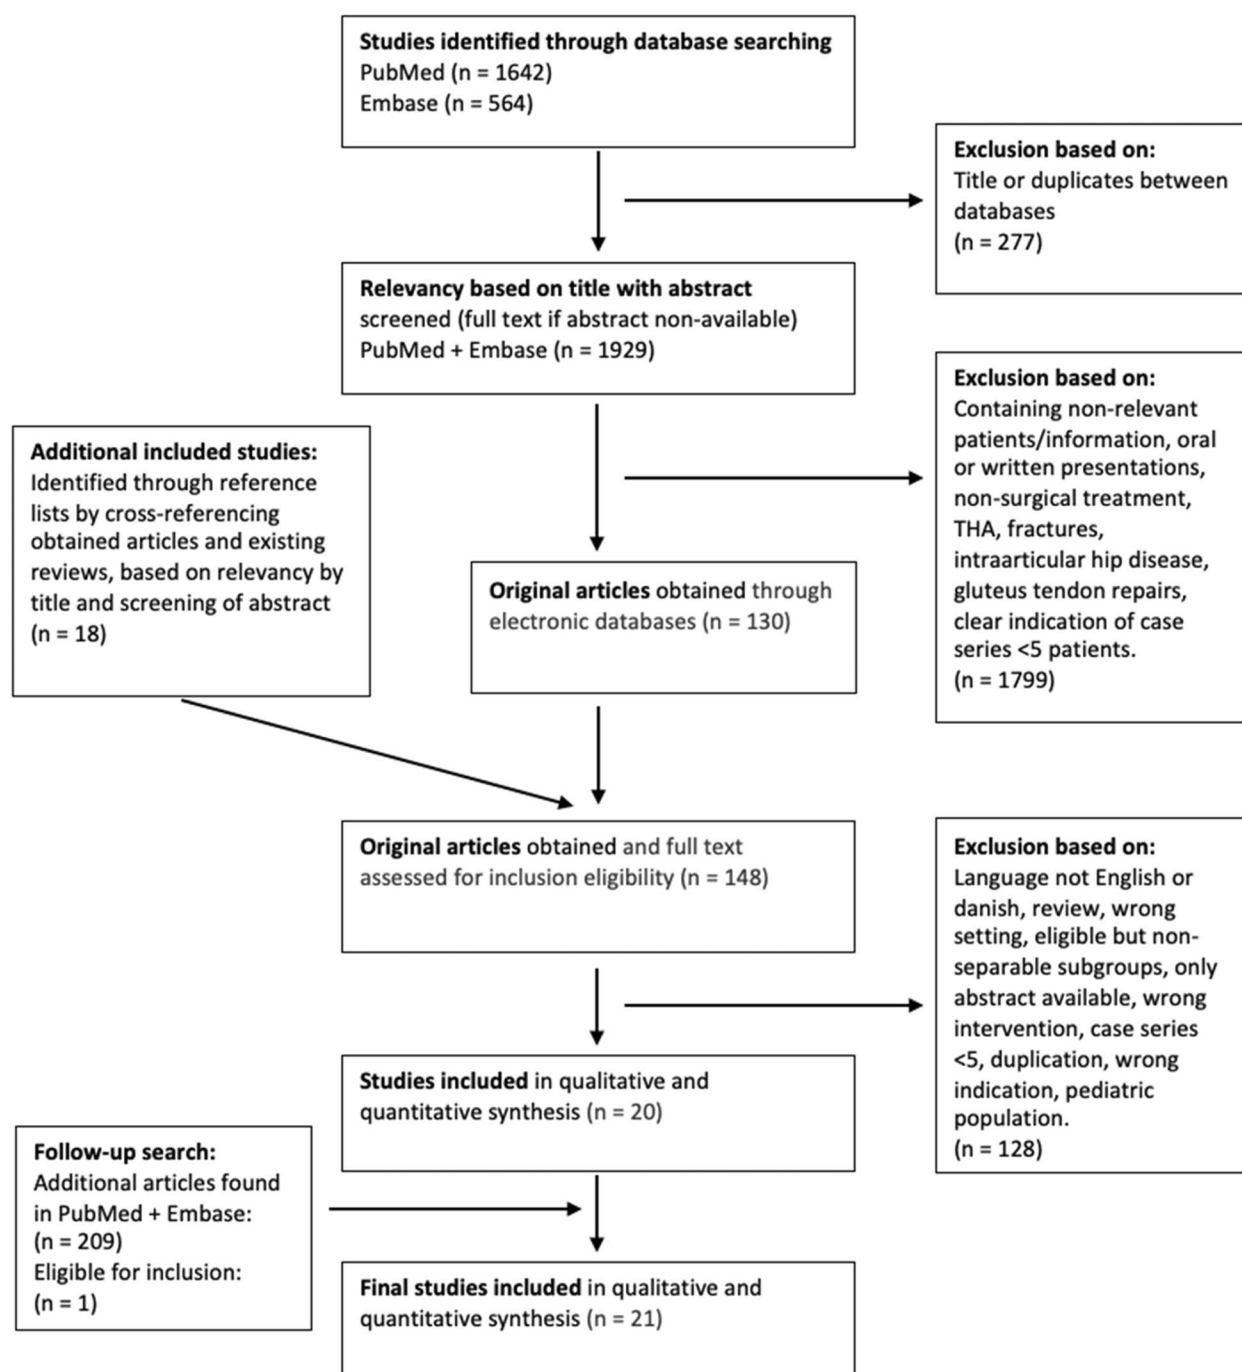 Studies identified through database searching
PubMed (n = 1642)
Embase (n = 564)
Exclusion based on:
Title or duplicates between
databases
(n = 277)
Relevancy based on title with abstract
screened (full text if abstract non-available)
PubMed + Embase (n = 1929)
Exclusion based on:
Containing non-relevant
patients/information, oral
or written presentations,
non-surgical treatment,
THA, fractures,
intraarticular hip disease,
gluteus tendon repairs,
clear indication of case
series <5 patients.
(n = 1799)
Additional included studies:
Identified through reference
lists by cross-referencing
obtained articles and existing
reviews, based on relevancy by
title and screening of abstract
(n = 18)
Original articles obtained through
electronic databases (n = 130)
Original articles obtained and full text
assessed for inclusion eligibility (n = 148)
Exclusion based on:
Language not English or
danish, review, wrong
setting, eligible but non-
separable subgroups, only
abstract available, wrong
intervention, case series
<5, duplication, wrong
indication, pediatric
population.
(n = 128)
Studies included in qualitative and
quantitative synthesis (n = 20)
Follow-up search:
Additional articles found
in PubMed + Embase:
(n = 209)
Eligible for inclusion:
(n = 1)
Final studies included in qualitative and
quantitative synthesis (n = 21)